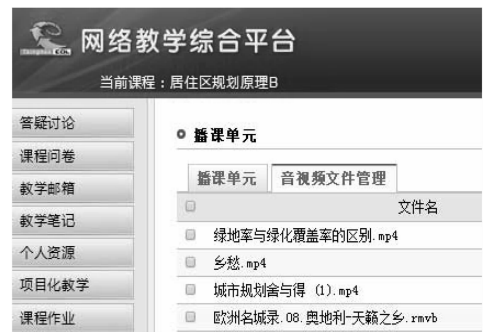 网络教学综合平台
当前课程：居住区规划原理B
答疑讨论
课程问卷
教学邮箱
教学笔记
个人资源
项目化教学
课程作业
播课单元
播课单元 音视频文件管理
文件名
绿地率与绿化覆盖率的区别.mp4
乡愁.mp4
城市规划舍与得 (1).mp4
欧洲名城录.08.奥地利-天籁之乡.rmvb